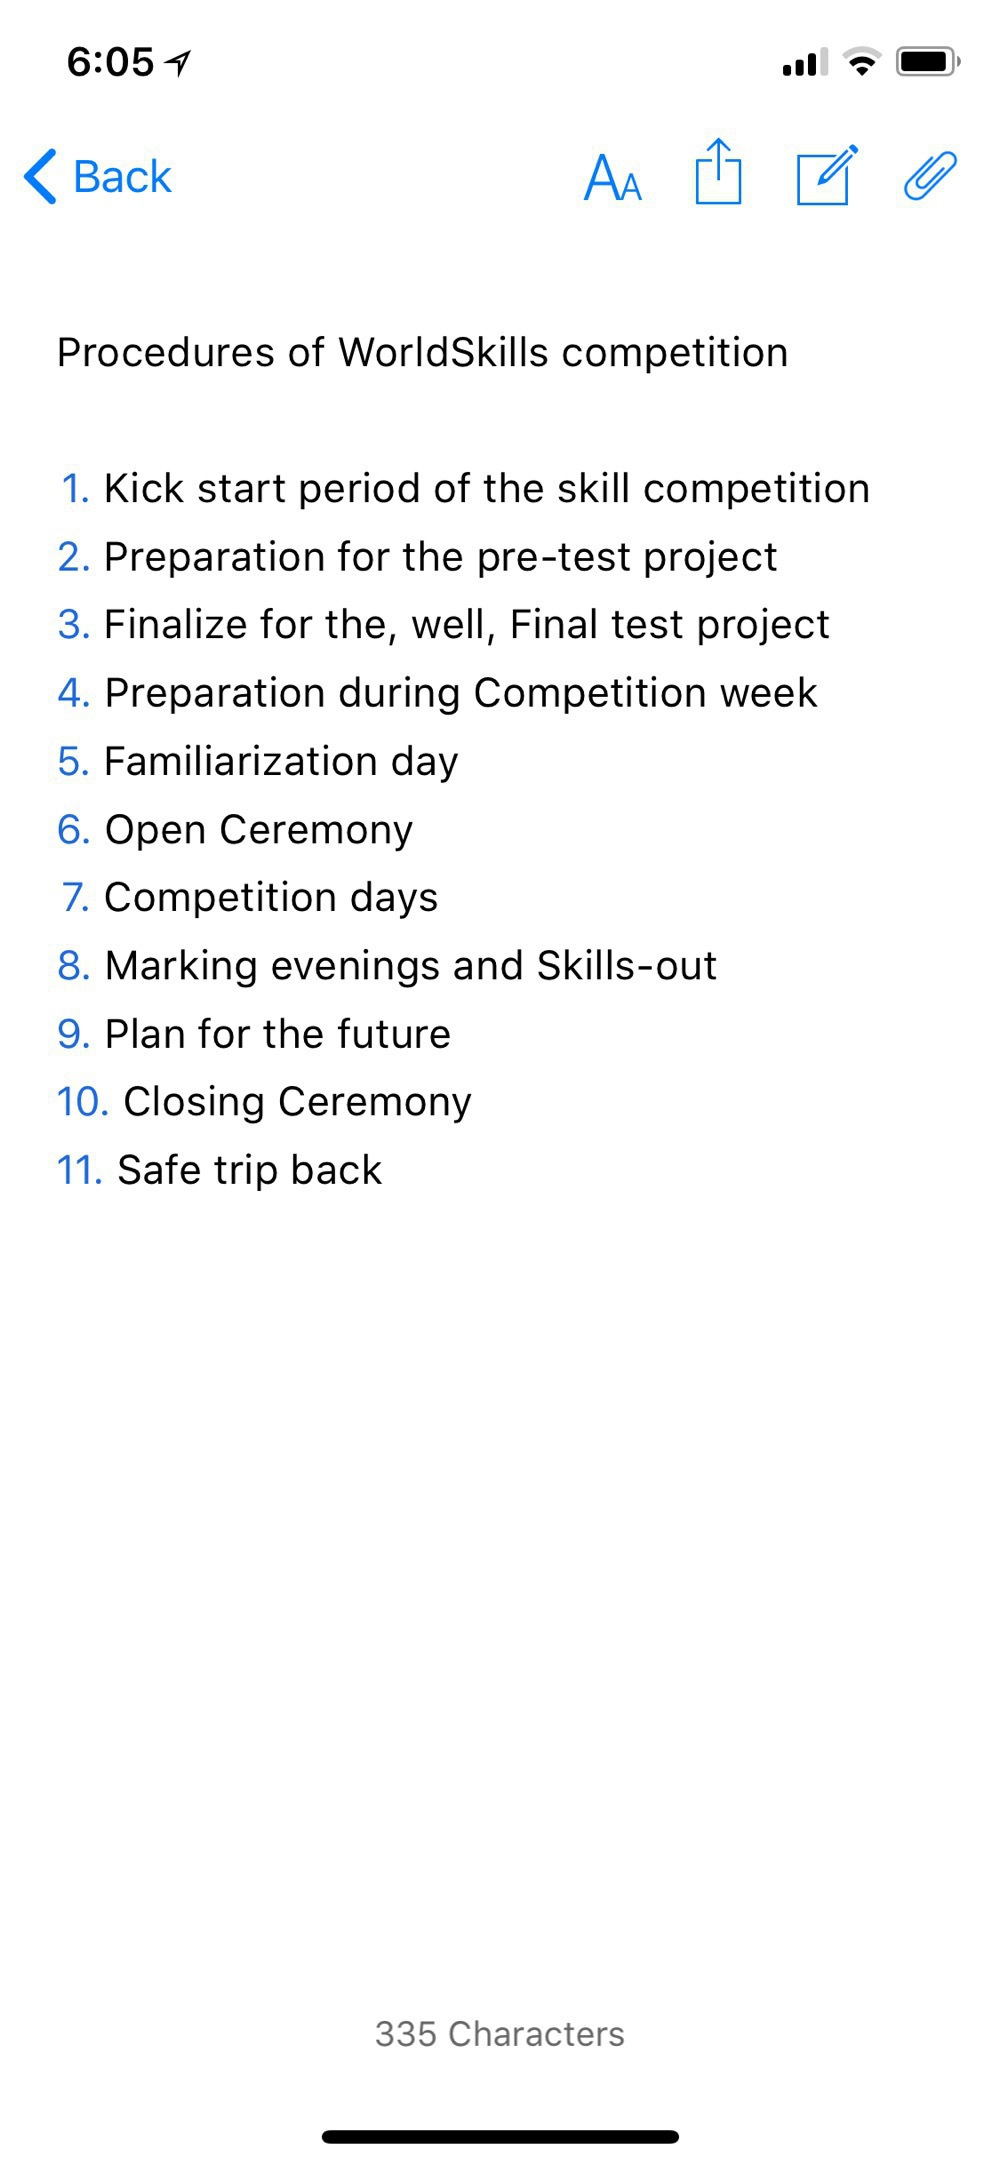 6:05
Back
AA
Procedures of WorldSkills competition
1. Kick start period of the skill competition
2. Preparation for the pre-test project
3. Finalize for the, well, Final test project
4. Preparation during Competition week
5. Familiarization day
6. Open Ceremony
7. Competition days
8. Marking evenings and Skills-out
9. Plan for the future
10. Closing Ceremony
11. Safe trip back
335 Characters